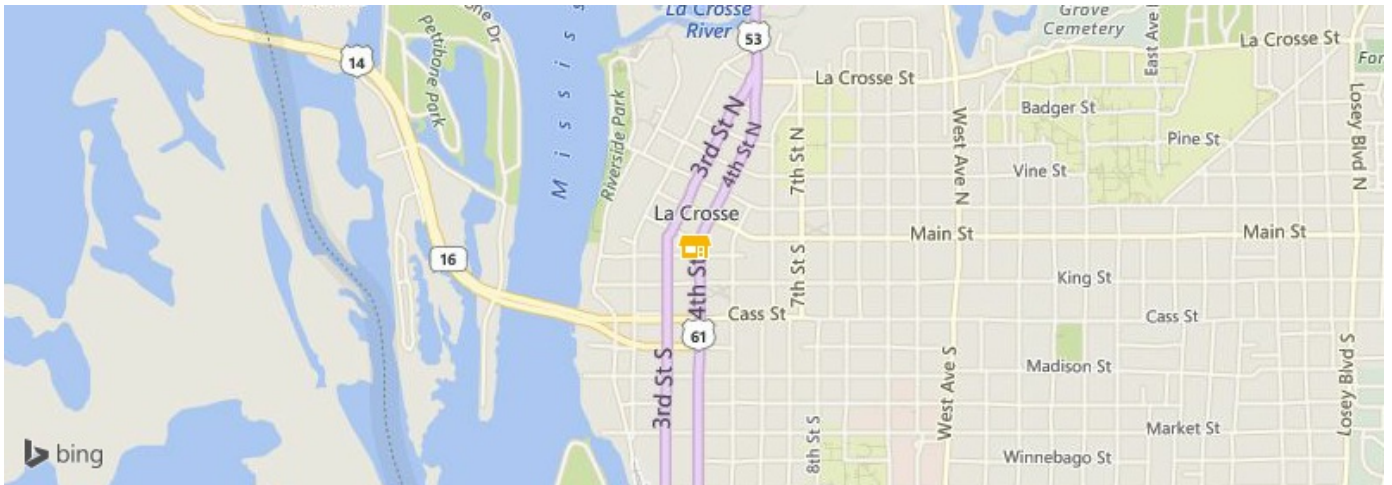 La Crosse
River
53
Grove
Cemetery
East Ave
La Crosse St
14
Pettibone Park
Dr
La Crosse St
Badger St
Pine St
Vine St
Riverside Park
3rd St N
4th St N
7th St N
West Ave N
Losey Blvd N
La Crosse
Main St
Main St
16
4th St
7th St S
King St
Cass St
Cass St
61
3rd St S
Madison St
West Ave S
Losey Blvd S
8th St S
Market St
Winnebago St
bing